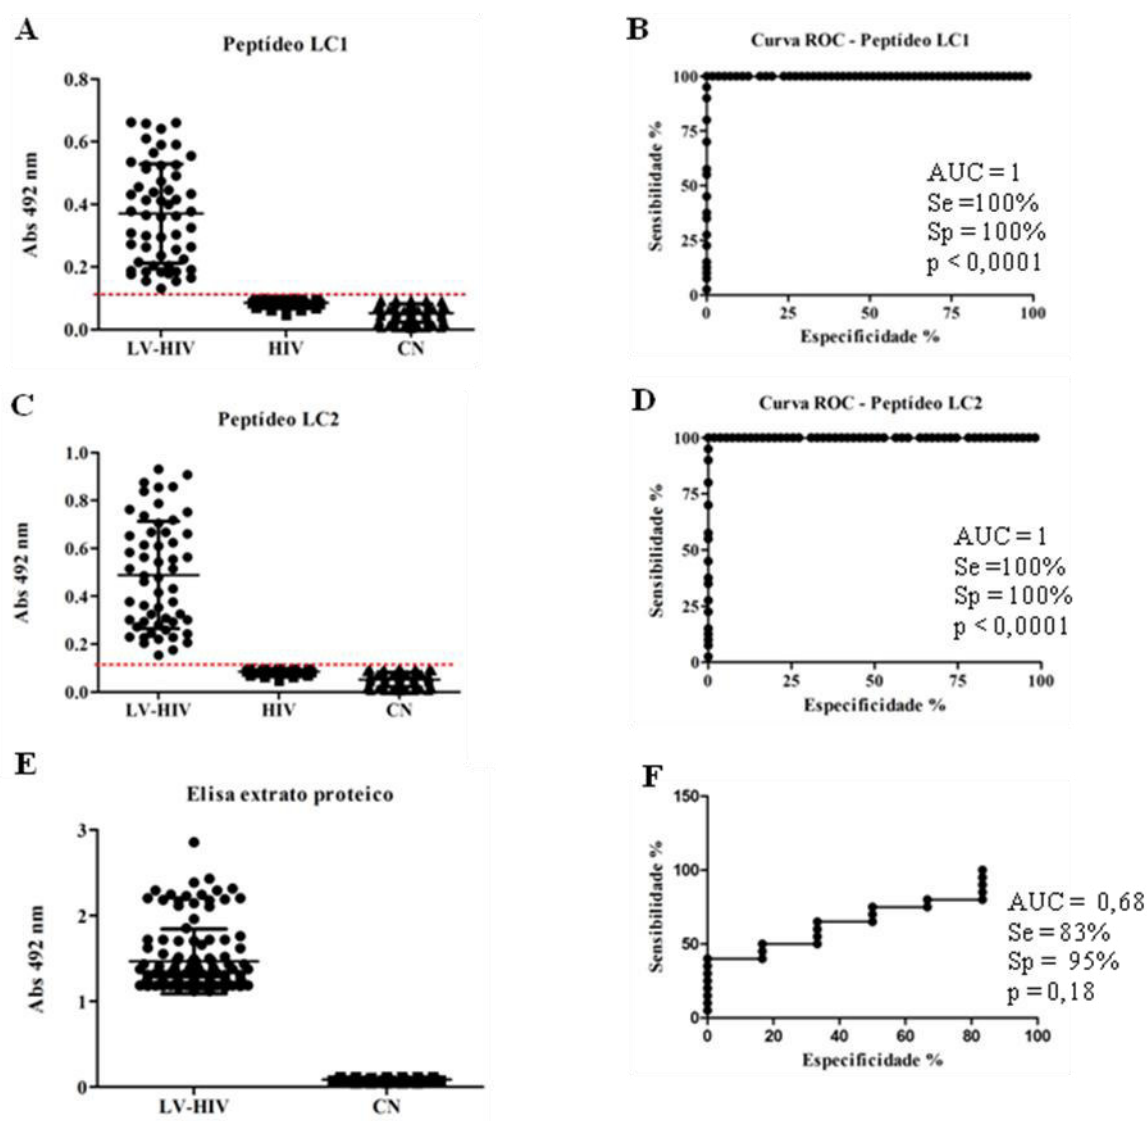 A
Peptídeo LC1
Abs 492 nm
0.8
0.6
0.4
0.2
0.0
LV-HIV HIV CN
B
Curva ROC - Peptídeo LC1
Sensibilidade %
100
75
50
25
0
AUC = 1
Se =100%
Sp = 100%
p < 0,0001
0 25 50 75 100
Especificidade %
C
Peptídeo LC2
Abs 492 nm
1.0
0.8
0.6
0.4
0.2
0.0
LV-HIV HIV CN
D
Curva ROC - Peptídeo LC2
Sensibilidade %
100
75
50
25
0
AUC = 1
Se =100%
Sp = 100%
p < 0,0001
0 25 50 75 100
Especificidade %
E
Elisa extrato proteico
Abs 492 nm
3
2
1
0
LV-HIV CN
F
Sensibilidade %
150
100
50
0
AUC = 0,68
Se = 83%
Sp = 95%
p = 0,18
0 20 40 60 80 100
Especificidade %